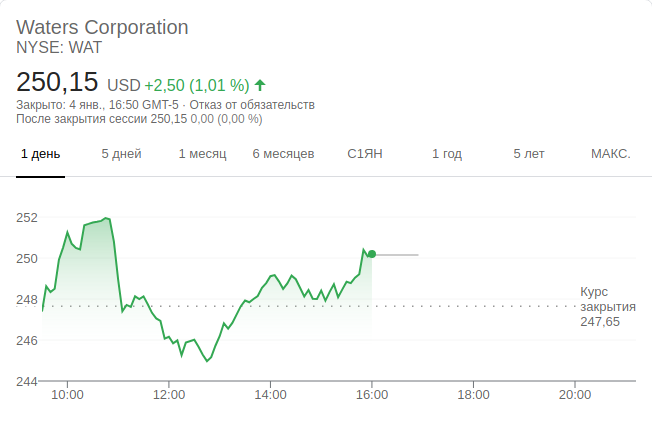 Waters Corporation
NYSE: WAT
250,15 USD +2,50 (1,01 %)
Закрыто: 4 янв., 16:50 GMT-5 · Отказ от обязательств
После закрытия сессии 250,15 0,00 (0,00 %)
1 день 5 дней 1 месяц 6 месяцев С1ЯН 1 год 5 лет МАКС.
252
250
248
246
244
Курс
закрытия
247,65
10:00 12:00 14:00 16:00 18:00 20:00